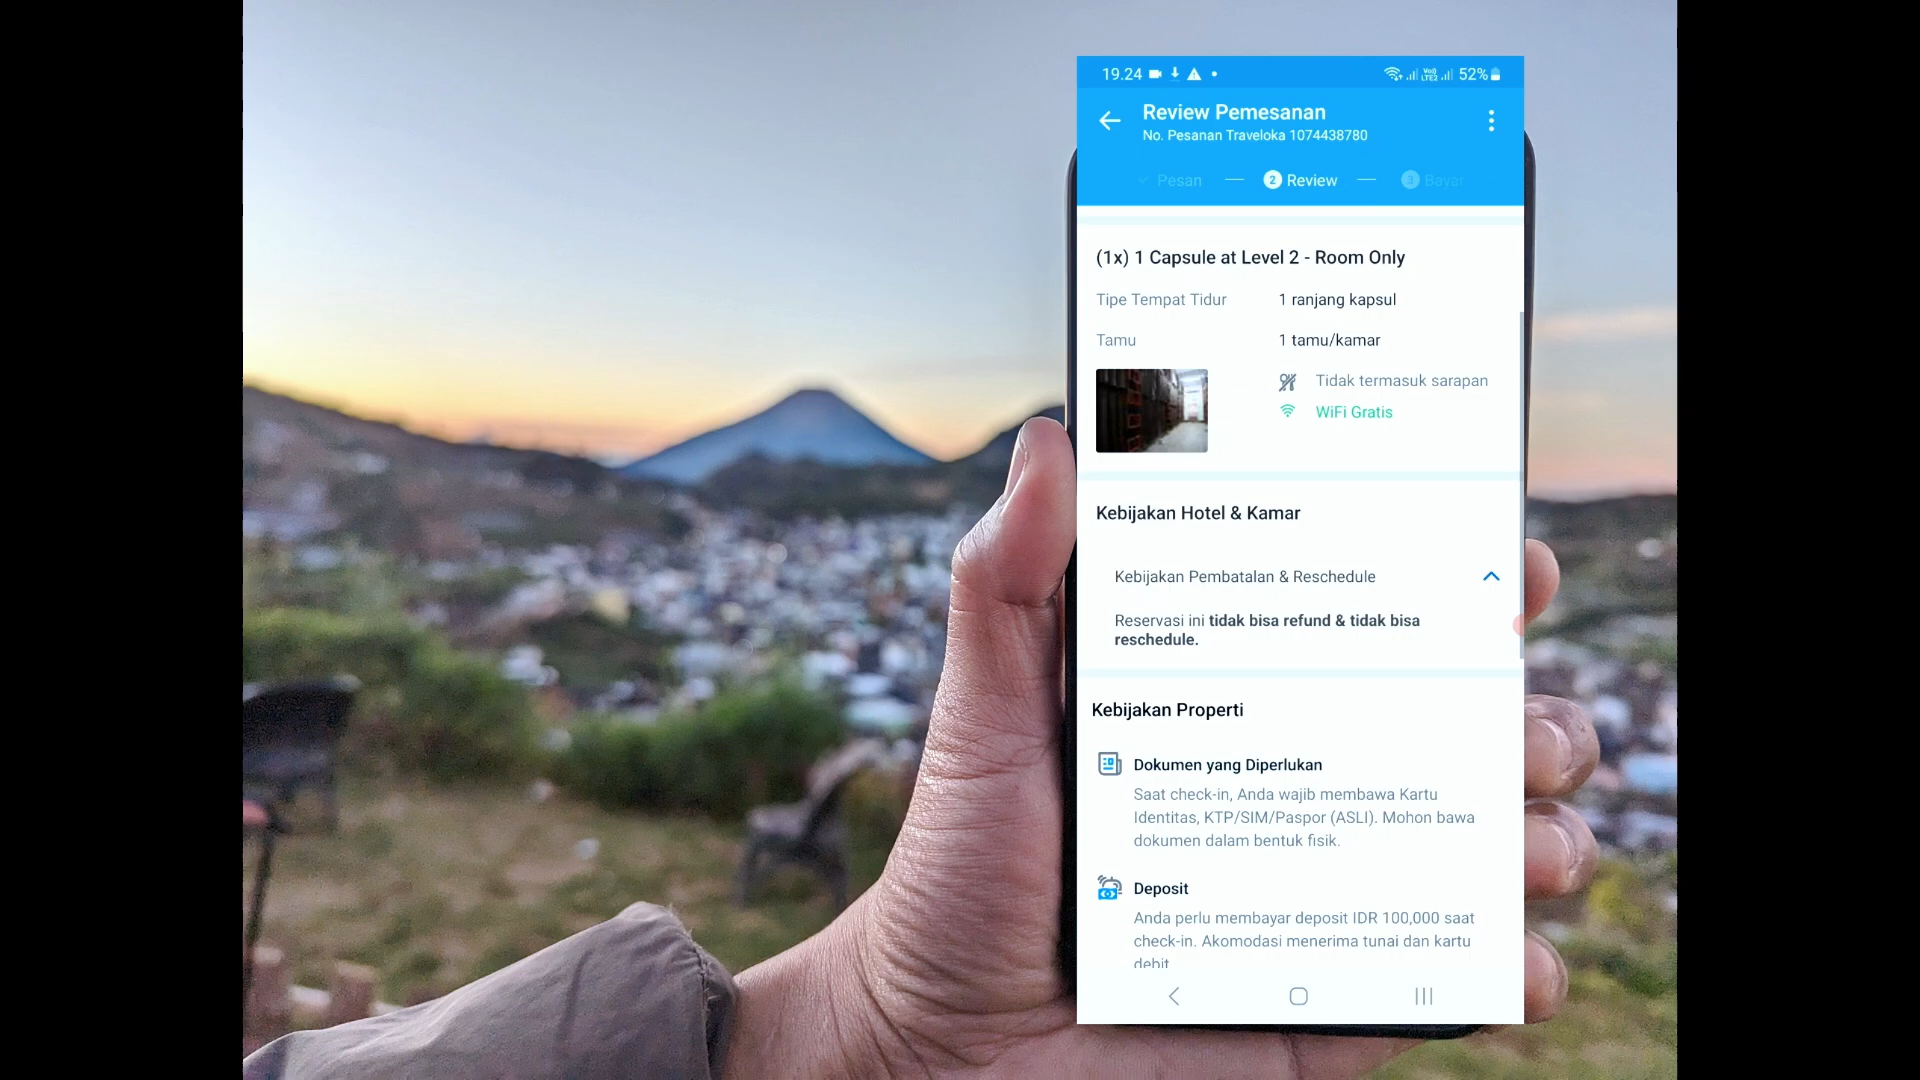 19.24
52%
Review Pemesanan
No. Pesanan Traveloka 1074438780
Pesan
2 Review
3 Bayar
(1x) 1 Capsule at Level 2 - Room Only
Tipe Tempat Tidur
1 ranjang kapsul
Tamu
1 tamu/kamar
Tidak termasuk sarapan
WiFi Gratis
Kebijakan Hotel & Kamar
Kebijakan Pembatalan & Reschedule
Reservasi ini tidak bisa refund & tidak bisa
reschedule.
Kebijakan Properti
Dokumen yang Diperlukan
Saat check-in, Anda wajib membawa Kartu
Identitas, KTP/SIM/Paspor (ASLI). Mohon bawa
dokumen dalam bentuk fisik.
Deposit
Anda perlu membayar deposit IDR 100,000 saat
check-in. Akomodasi menerima tunai dan kartu
debit